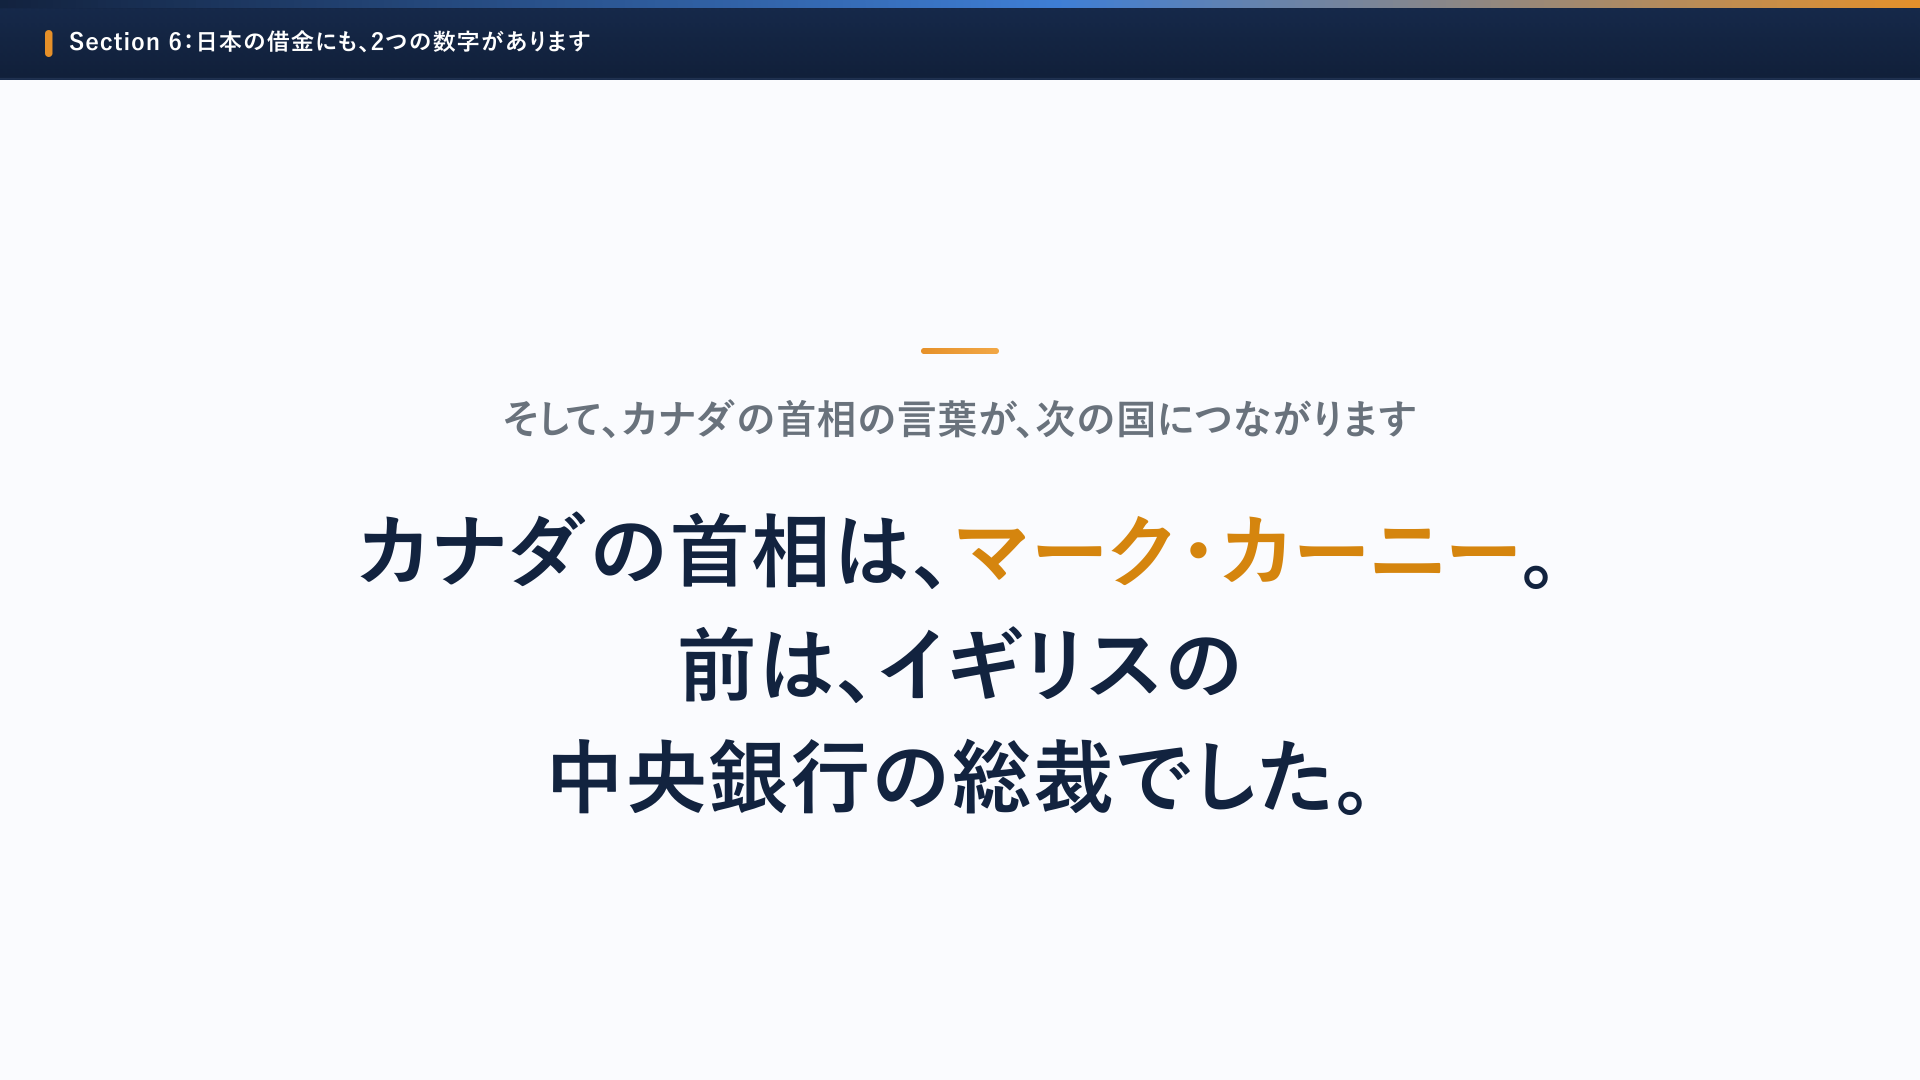 Section 6：日本の借金にも、2つの数字があります
そして、カナダの首相の言葉が、次の国につながります
カナダの首相は、マーク・カーニー。
前は、イギリスの
中央銀行の総裁でした。